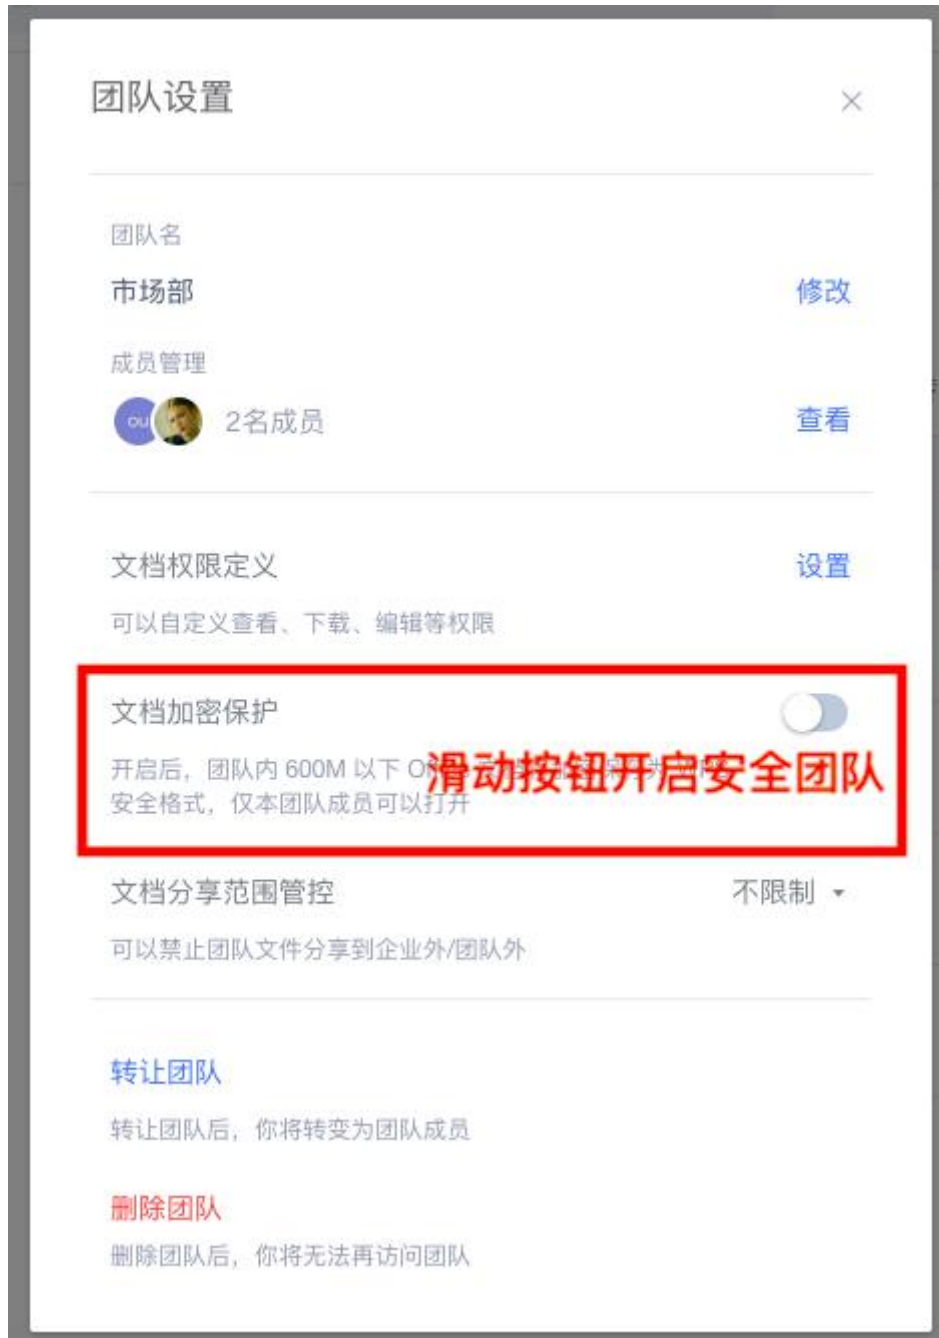 团队设置
团队名
市场部
修改
成员管理
OU
2名成员
查看
文档权限定义
设置
可以自定义查看、下载、编辑等权限
文档加密保护
开启后，团队内 600M 以下
滑动按钮开启安全团队
安全格式，仅本团队成员可以打开
文档分享范围管控
不限制
可以禁止团队文件分享到企业外/团队外
转让团队
转让团队后，你将转变为团队成员
删除团队
删除团队后，你将无法再访问团队